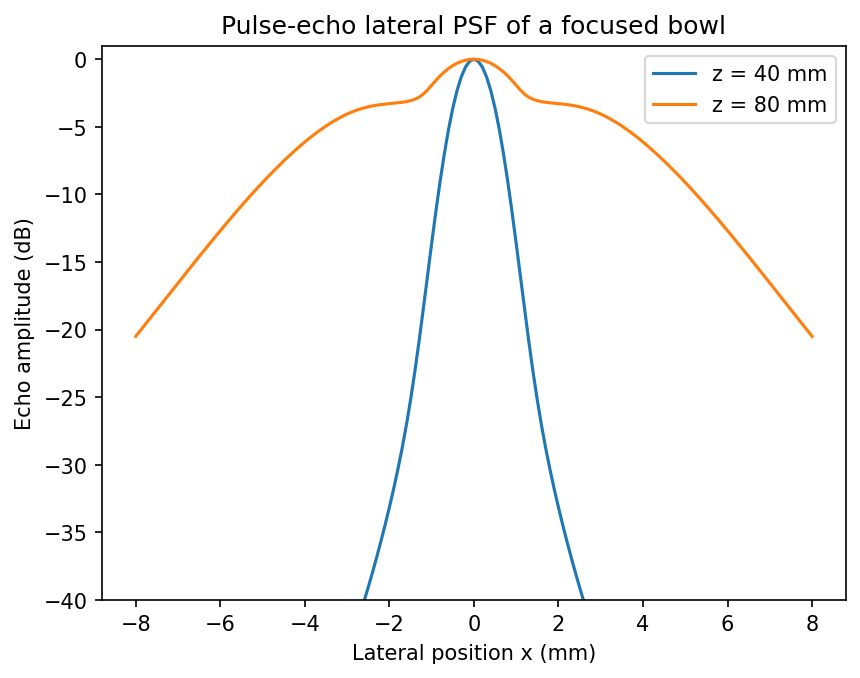 Pulse-echo lateral PSF of a focused bowl
z = 40 mm
z = 80 mm
Echo amplitude (dB)
0
−5
−10
−15
−20
−25
−30
−35
−40
−8 −6 −4 −2 0 2 4 6 8
Lateral position x (mm)